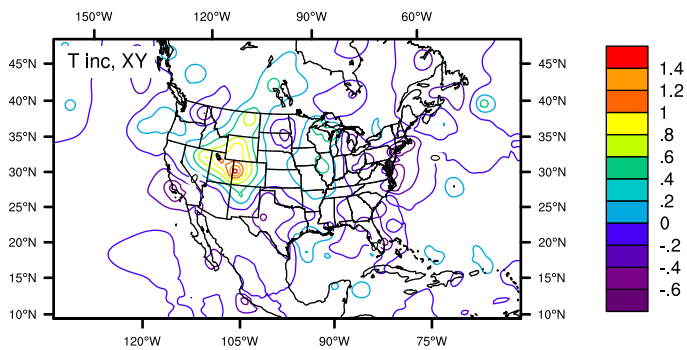 150°W 120°W 90°W 60°W
T inc, XY
45°N 45°N
40°N 40°N
35°N 35°N
30°N 30°N
25°N 25°N
20°N 20°N
15°N 15°N
10°N 10°N
120°W 105°W 90°W 75°W
1.4
1.2
1
.8
.6
.4
.2
0
-.2
-.4
-.6